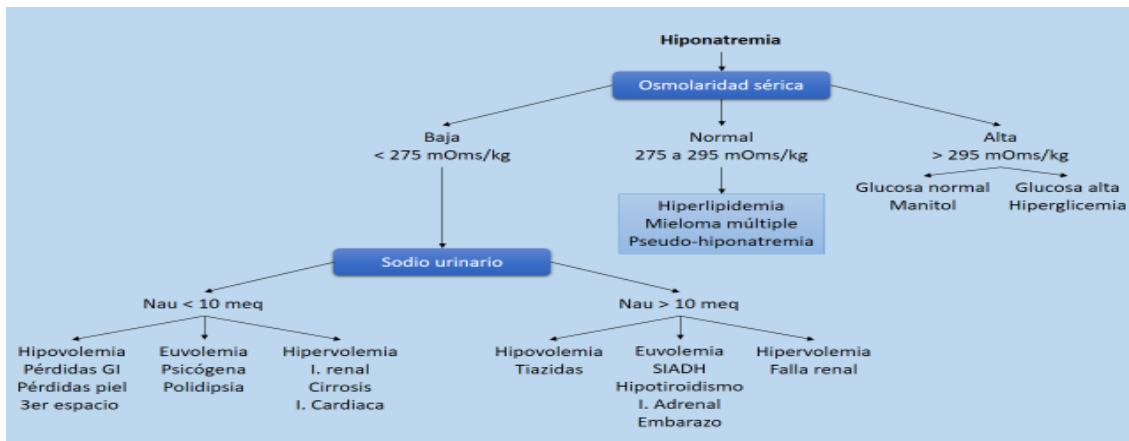 Hiponatremia
Osmolaridad sérica
Baja
< 275 mOms/kg
Normal
275 a 295 mOms/kg
Alta
> 295 mOms/kg
Glucosa normal
Manitol
Glucosa alta
Hiperglicemia
Hiperlipidemia
Mieloma múltiple
Pseudo-hiponatremia
Sodio urinario
Nau < 10 meq
Nau > 10 meq
Hipovolemia
Pérdidas GI
Pérdidas piel
3er espacio
Euvolemia
Psicógena
Polidipsia
Hipervolemia
I. renal
Cirrosis
I. Cardiaca
Hipovolemia
Tiazidas
Euvolemia
SIADH
Hipotiroidismo
I. Adrenal
Embarazo
Hipervolemia
Falla renal